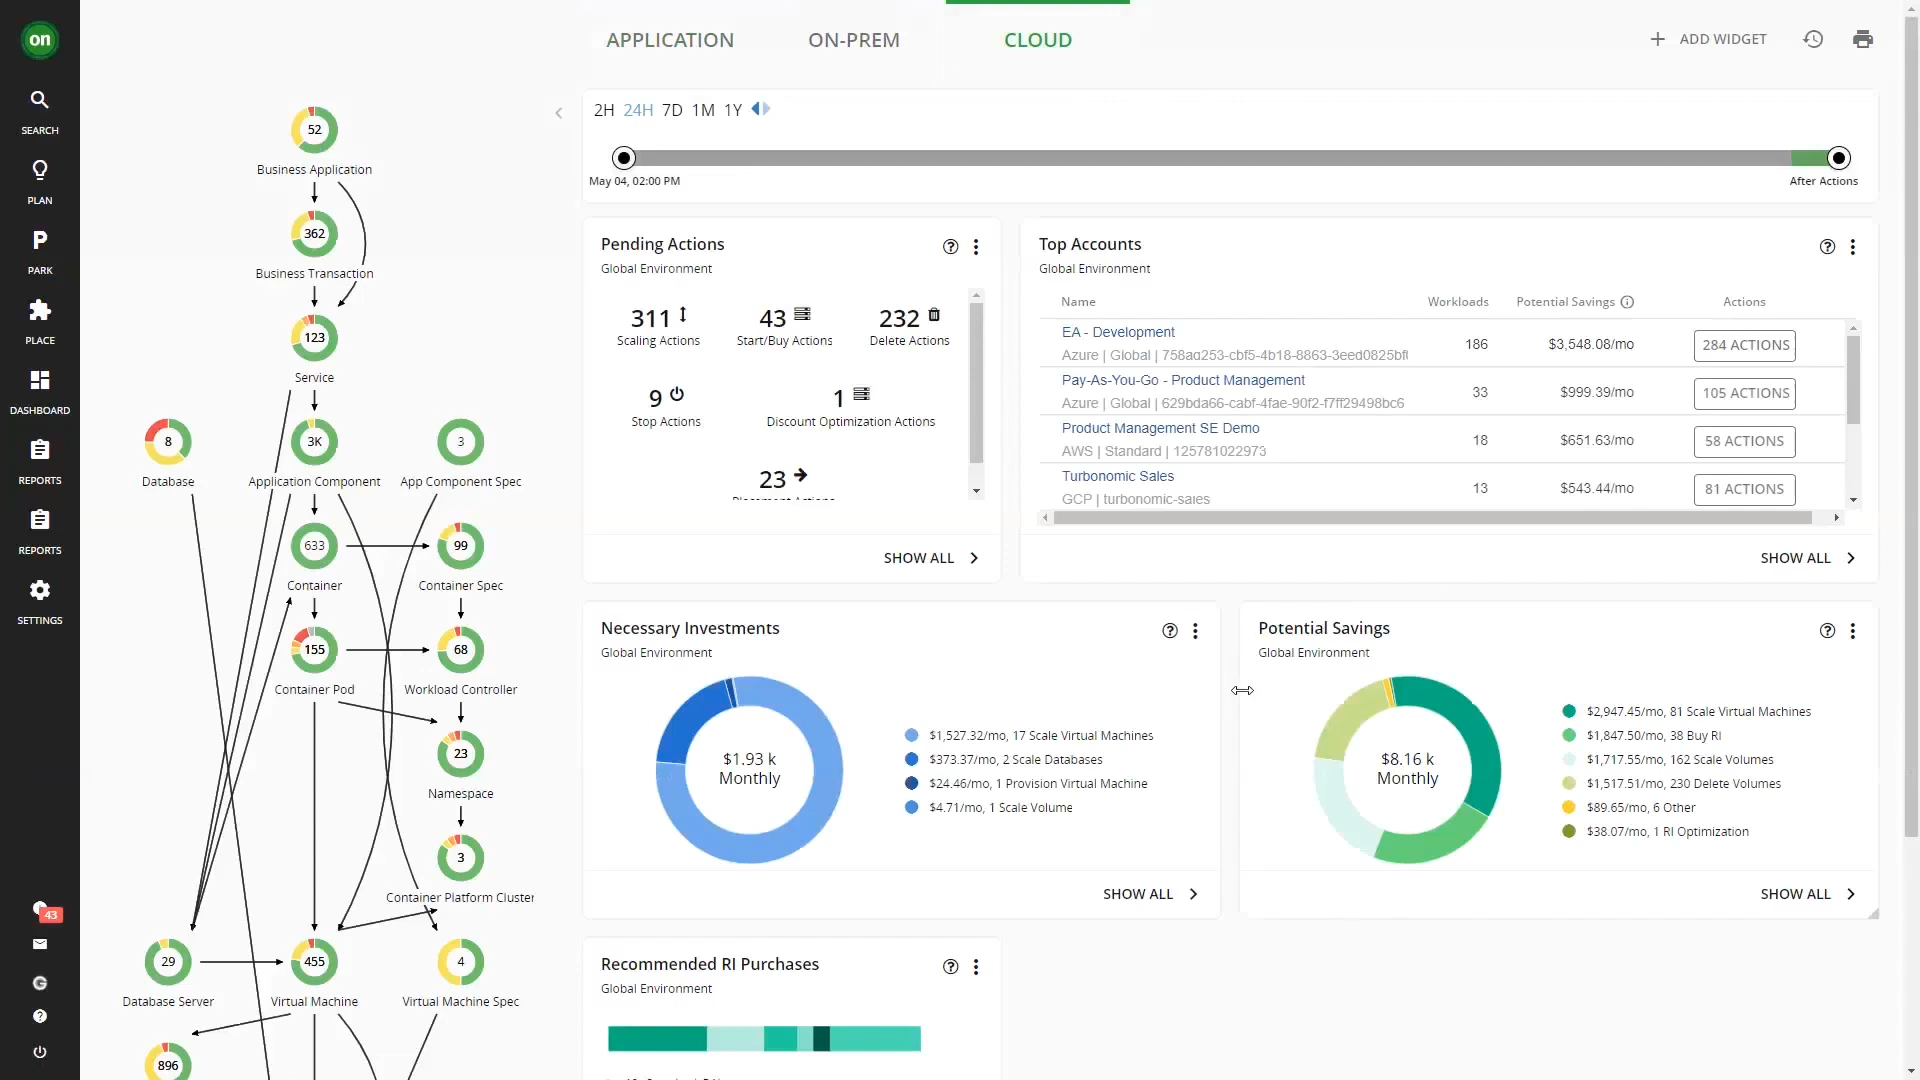 on
SEARCH
PLAN
P
PARK
PLACE
DASHBOARD
REPORTS
REPORTS
SETTINGS
43
G
?
52
Business Application
362
Business Transaction
123
Service
8
Database
3K
Application Component
3
App Component Spec
633
Container
99
Container Spec
155
Container Pod
68
Workload Controller
23
Namespace
3
Container Platform Cluster
29
Database Server
455
Virtual Machine
4
Virtual Machine Spec
896
APPLICATION
ON-PREM
CLOUD
ADD WIDGET
2H 24H 7D 1M 1Y
May 04, 02:00 PM
After Actions
Pending Actions
Global Environment
311
Scaling Actions
43
Start/Buy Actions
232
Delete Actions
9
Stop Actions
1
Discount Optimization Actions
23
Placement Actions
SHOW ALL
Top Accounts
Global Environment
Name Workloads Potential Savings Actions
EA - Development
Azure | Global | 758ad253-cbf5-4b18-8863-3eed0825bf
186 $3,548.08/mo 284 ACTIONS
Pay-As-You-Go - Product Management
Azure | Global | 629bda66-cabf-4fae-90f2-f7ff29498bc6
33 $999.39/mo 105 ACTIONS
Product Management SE Demo
AWS | Standard | 125781022973
18 $651.63/mo 58 ACTIONS
Turbonomic Sales
GCP | turbonomic-sales
13 $543.44/mo 81 ACTIONS
SHOW ALL
Necessary Investments
Global Environment
$1.93 k
Monthly
$1,527.32/mo, 17 Scale Virtual Machines
$373.37/mo, 2 Scale Databases
$24.46/mo, 1 Provision Virtual Machine
$4.71/mo, 1 Scale Volume
SHOW ALL
Potential Savings
Global Environment
$8.16 k
Monthly
$2,947.45/mo, 81 Scale Virtual Machines
$1,847.50/mo, 38 Buy RI
$1,717.55/mo, 162 Scale Volumes
$1,517.51/mo, 230 Delete Volumes
$89.65/mo, 6 Other
$38.07/mo, 1 RI Optimization
SHOW ALL
Recommended RI Purchases
Global Environment